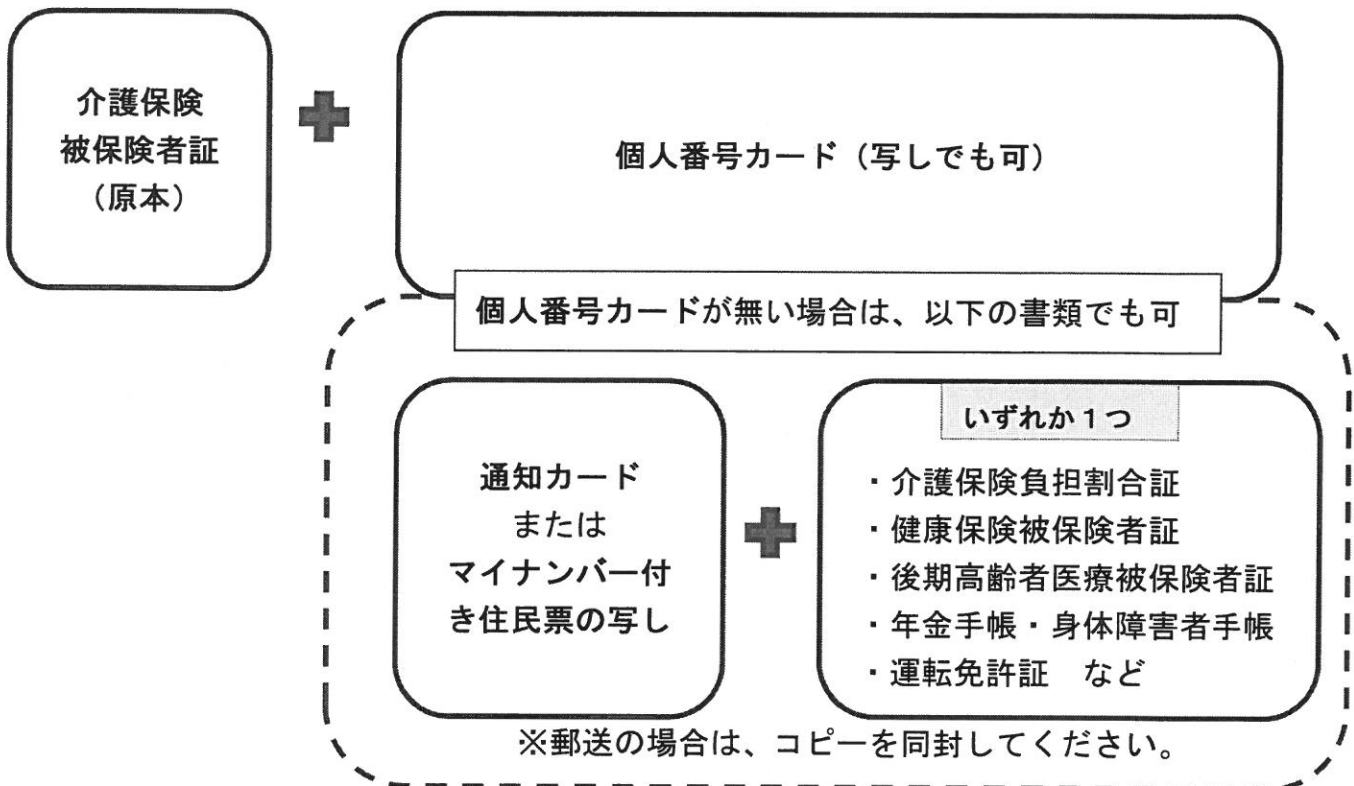 介護保険
被保険者証
（原本）
個人番号カード（写しでも可）
個人番号カードが無い場合は、以下の書類でも可
通知カード
または
マイナンバー付
き住民票の写し
いずれか１つ
・介護保険負担割合証
・健康保険被保険者証
・後期高齢者医療被保険者証
・年金手帳・身体障害者手帳
・運転免許証　など
※郵送の場合は、コピーを同封してください。